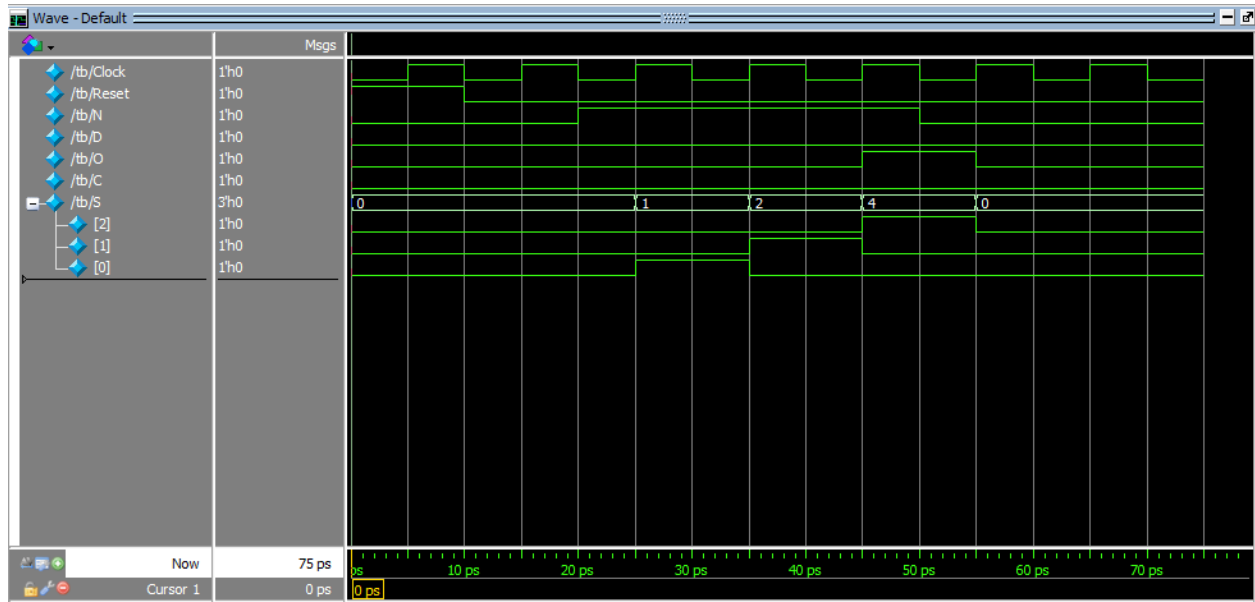 Wave - Default
Msgs
/tb/Clock 1'h0
/tb/Reset 1'h0
/tb/N 1'h0
/tb/D 1'h0
/tb/O 1'h0
/tb/C 1'h0
/tb/S 3'h0 0 1 2 4 0
[2] 1'h0
[1] 1'h0
[0] 1'h0
Now 75 ps ps 10 ps 20 ps 30 ps 40 ps 50 ps 60 ps 70 ps
Cursor 1 0 ps 0 ps